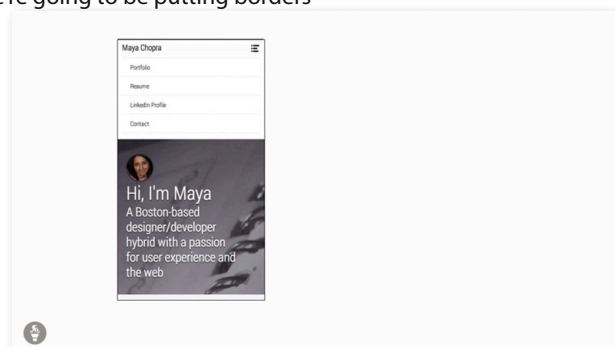 e're going to be putting borders
Maya Chopra
Portfolio
Resume
LinkedIn Profile
Contact
Hi, I'm Maya
A Boston-based
designer/developer
hybrid with a passion
for user experience and
the web